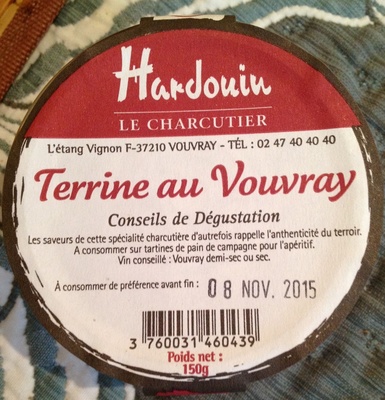 Hardouin
LE CHARCUTIER
L'étang Vignon F-37210 VOUVRAY - TÉL : 02 47 40 40 40
Terrine au Vouvray
Conseils de Dégustation
Les saveurs de cette spécialité charcutière d'autrefois rappelle l'anthenticité du terroir.
A consommer sur tartines de pain de campagne pour l'apéritif.
Vin conseillé : Vouvray demi-sec ou sec.
À consommer de préférence avant fin : 08 NOV. 2015
3 760031 460439
Poids net :
150g